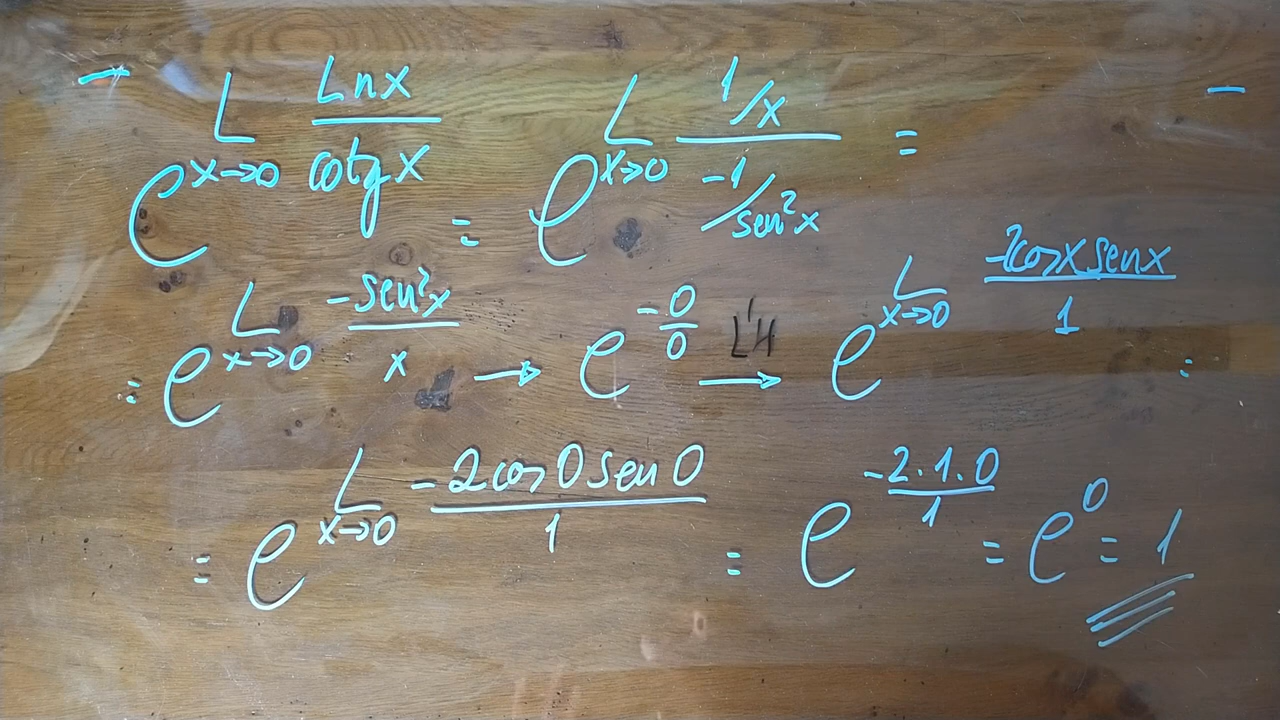 → e^(L x→0 Lnx / cotgx) = e^(L x→0 (1/x) / (-1/sen²x)) = –
= e^(L x→0 -sen²x / x) → e^(-0/0) L'H → e^(L x→0 -2cosx senx / 1) =
= e^(L x→0 -2cos0 sen0 / 1) = e^(-2·1·0 / 1) = e^0 = 1